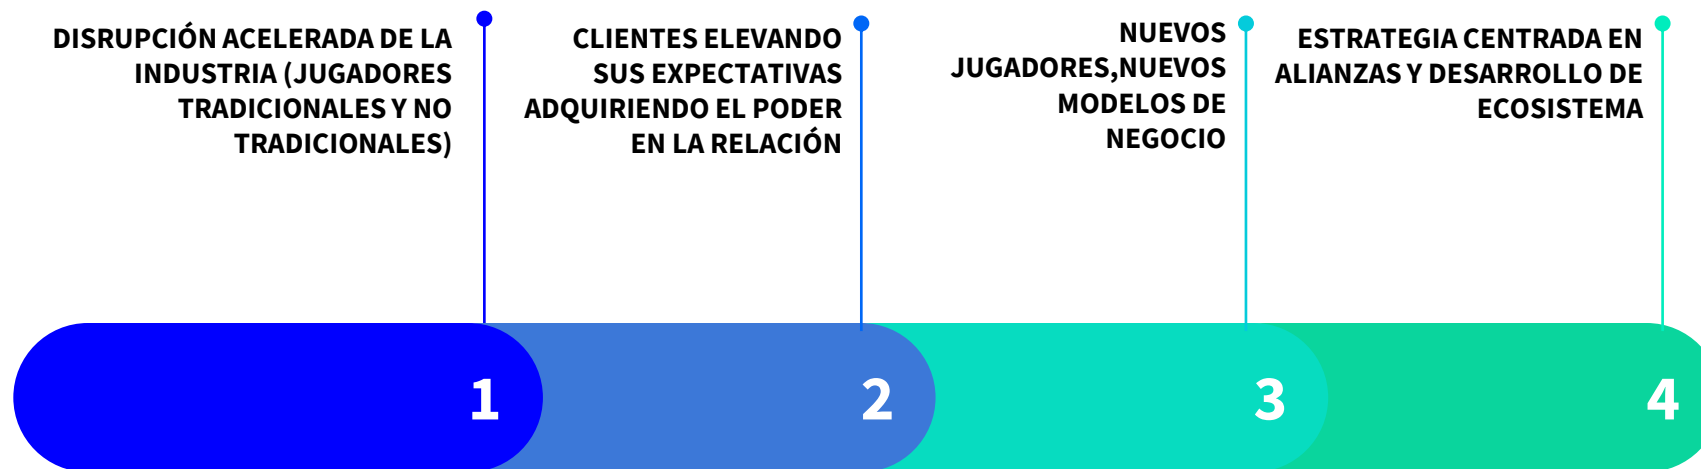 DISRUPCIÓN ACELERADA DE LA
INDUSTRIA (JUGADORES
TRADICIONALES Y NO
TRADICIONALES)
CLIENTES ELEVANDO
SUS EXPECTATIVAS
ADQUIRIENDO EL PODER
EN LA RELACIÓN
NUEVOS
JUGADORES,NUEVOS
MODELOS DE
NEGOCIO
ESTRATEGIA CENTRADA EN
ALIANZAS Y DESARROLLO DE
ECOSISTEMA
1
2
3
4